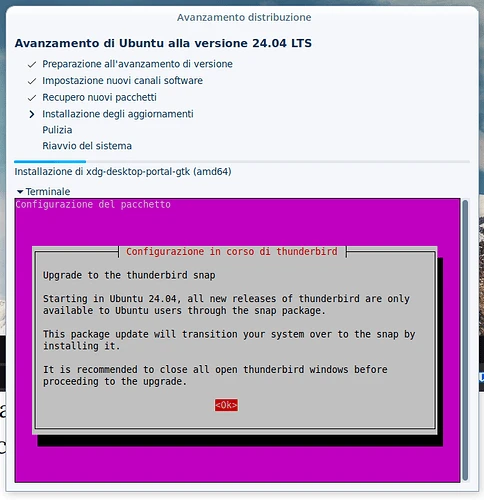 Avanzamento distribuzione
Avanzamento di Ubuntu alla versione 24.04 LTS
Preparazione all'avanzamento di versione
Impostazione nuovi canali software
Recupero nuovi pacchetti
Installazione degli aggiornamenti
Pulizia
Riavvio del sistema
Installazione di xdg-desktop-portal-gtk (amd64)
Terminale
Configurazione del pacchetto
Configurazione in corso di thunderbird
Upgrade to the thunderbird snap
Starting in Ubuntu 24.04, all new releases of thunderbird are only
available to Ubuntu users through the snap package.
This package update will transition your system over to the snap by
installing it.
It is recommended to close all open thunderbird windows before
proceeding to the upgrade.
<Ok>